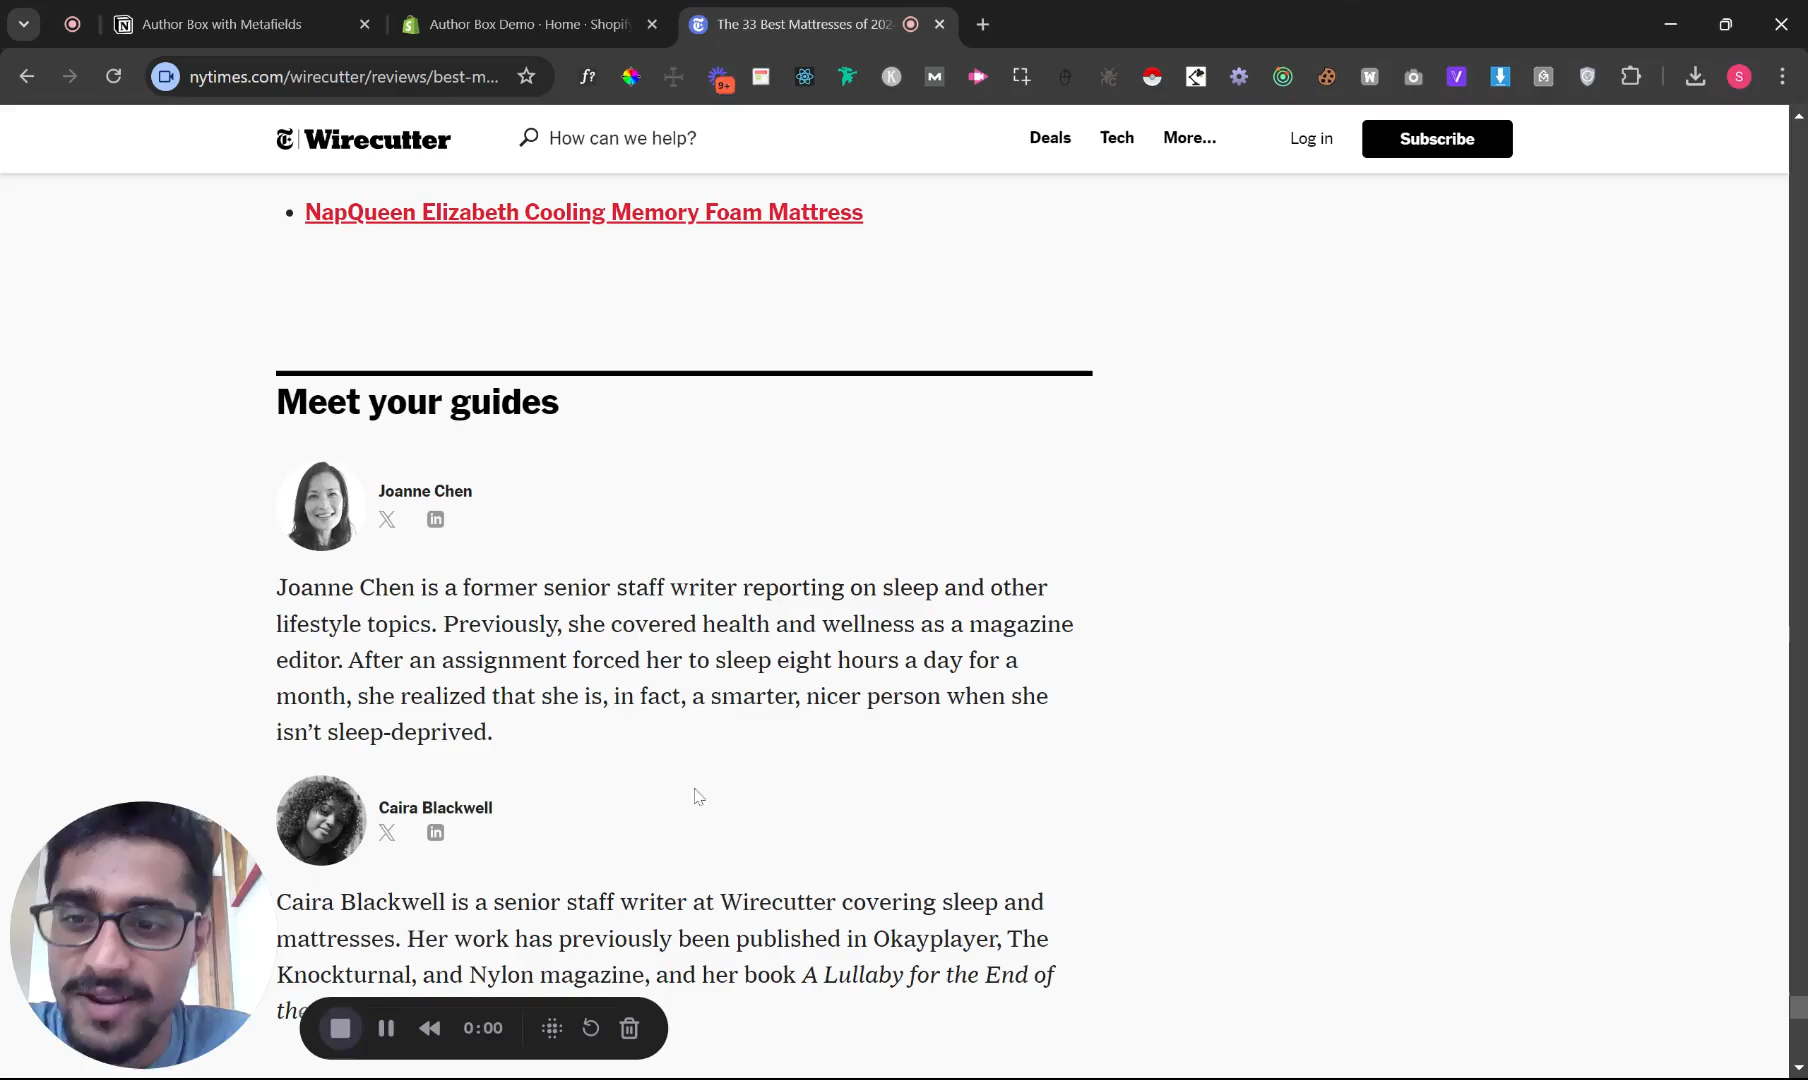 Author Box with Metafields
Author Box Demo · Home · Shopif
The 33 Best Mattresses of 202
nytimes.com/wirecutter/reviews/best-m...
f?
9+
K
M
W
V
S
Wirecutter
How can we help?
Deals
Tech
More...
Log in
Subscribe
• NapQueen Elizabeth Cooling Memory Foam Mattress
Meet your guides
Joanne Chen
X in
Joanne Chen is a former senior staff writer reporting on sleep and other
lifestyle topics. Previously, she covered health and wellness as a magazine
editor. After an assignment forced her to sleep eight hours a day for a
month, she realized that she is, in fact, a smarter, nicer person when she
isn’t sleep-deprived.
Caira Blackwell
X in
Caira Blackwell is a senior staff writer at Wirecutter covering sleep and
mattresses. Her work has previously been published in Okayplayer, The
Knockturnal, and Nylon magazine, and her book A Lullaby for the End of
the
0:00